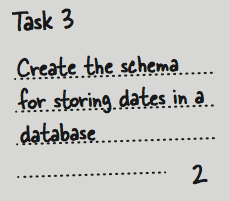 Task 3
Create the schema
for storing dates in a
database
2